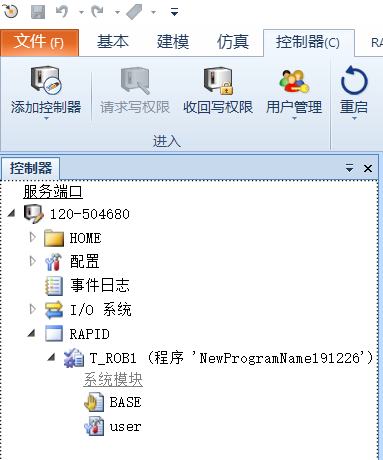 文件(F) 基本 建模 仿真 控制器(C) RA
添加控制器 请求写权限 收回写权限 用户管理 重启
进入
控制器
服务端口
120-504680
HOME
配置
事件日志
I/O 系统
RAPID
T_ROB1 (程序 'NewProgramName191226')
系统模块
BASE
user